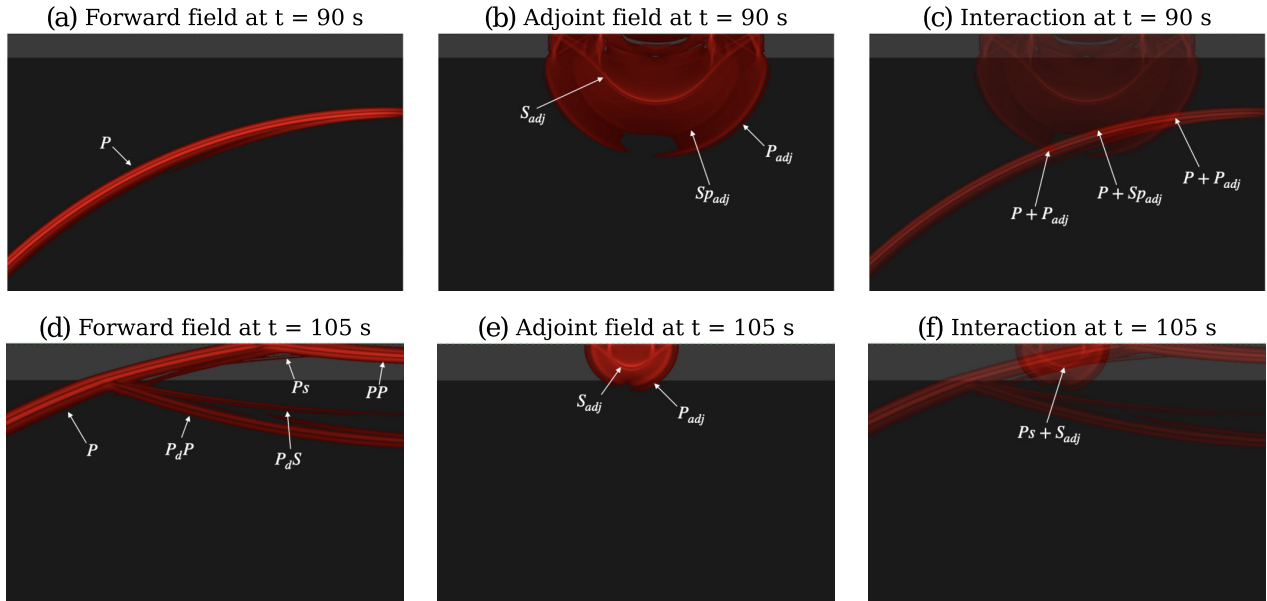 (a) Forward field at t = 90 s
(b) Adjoint field at t = 90 s
(c) Interaction at t = 90 s
P
S_adj
P_adj
Sp_adj
P + P_adj
P + Sp_adj
P + P_adj
(d) Forward field at t = 105 s
(e) Adjoint field at t = 105 s
(f) Interaction at t = 105 s
Ps
PP
P
P_dP
P_dS
S_adj
P_adj
Ps + S_adj